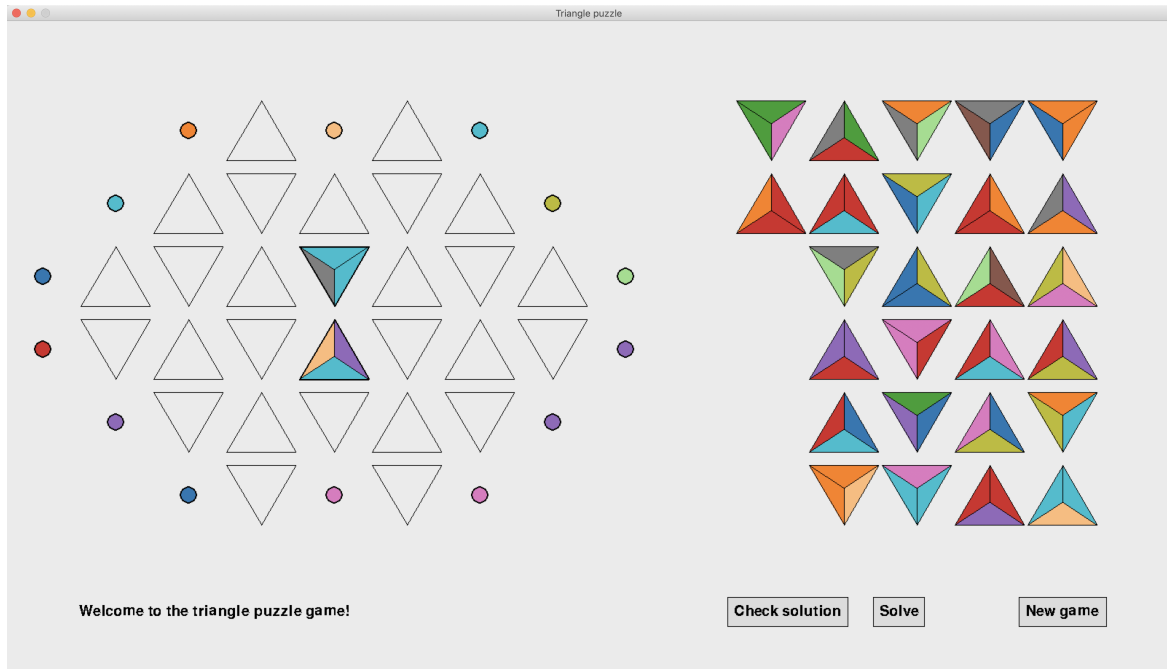 Triangle puzzle
Welcome to the triangle puzzle game!
Check solution
Solve
New game